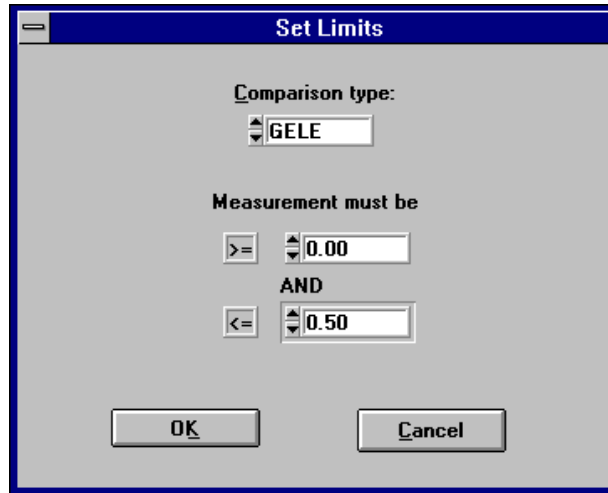 Set Limits
Comparison type:
GELE
Measurement must be
>= 0.00
AND
<= 0.50
OK Cancel